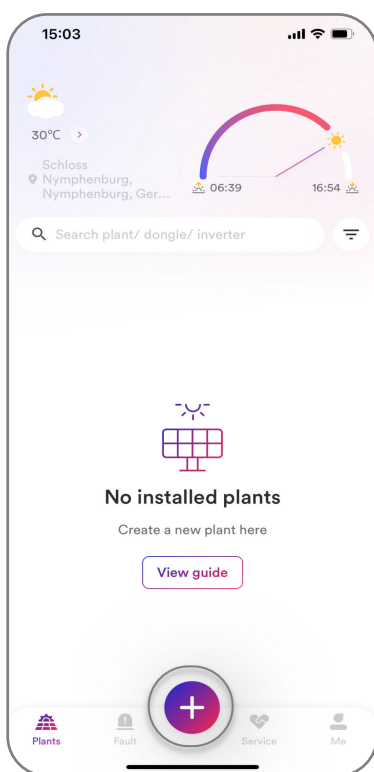 15:03
30°C
Schloss
Nymphenburg,
Nymphenburg, Ger...
06:39
16:54
Search plant/ dongle/ inverter
No installed plants
Create a new plant here
View guide
Plants
Fault
Service
Me